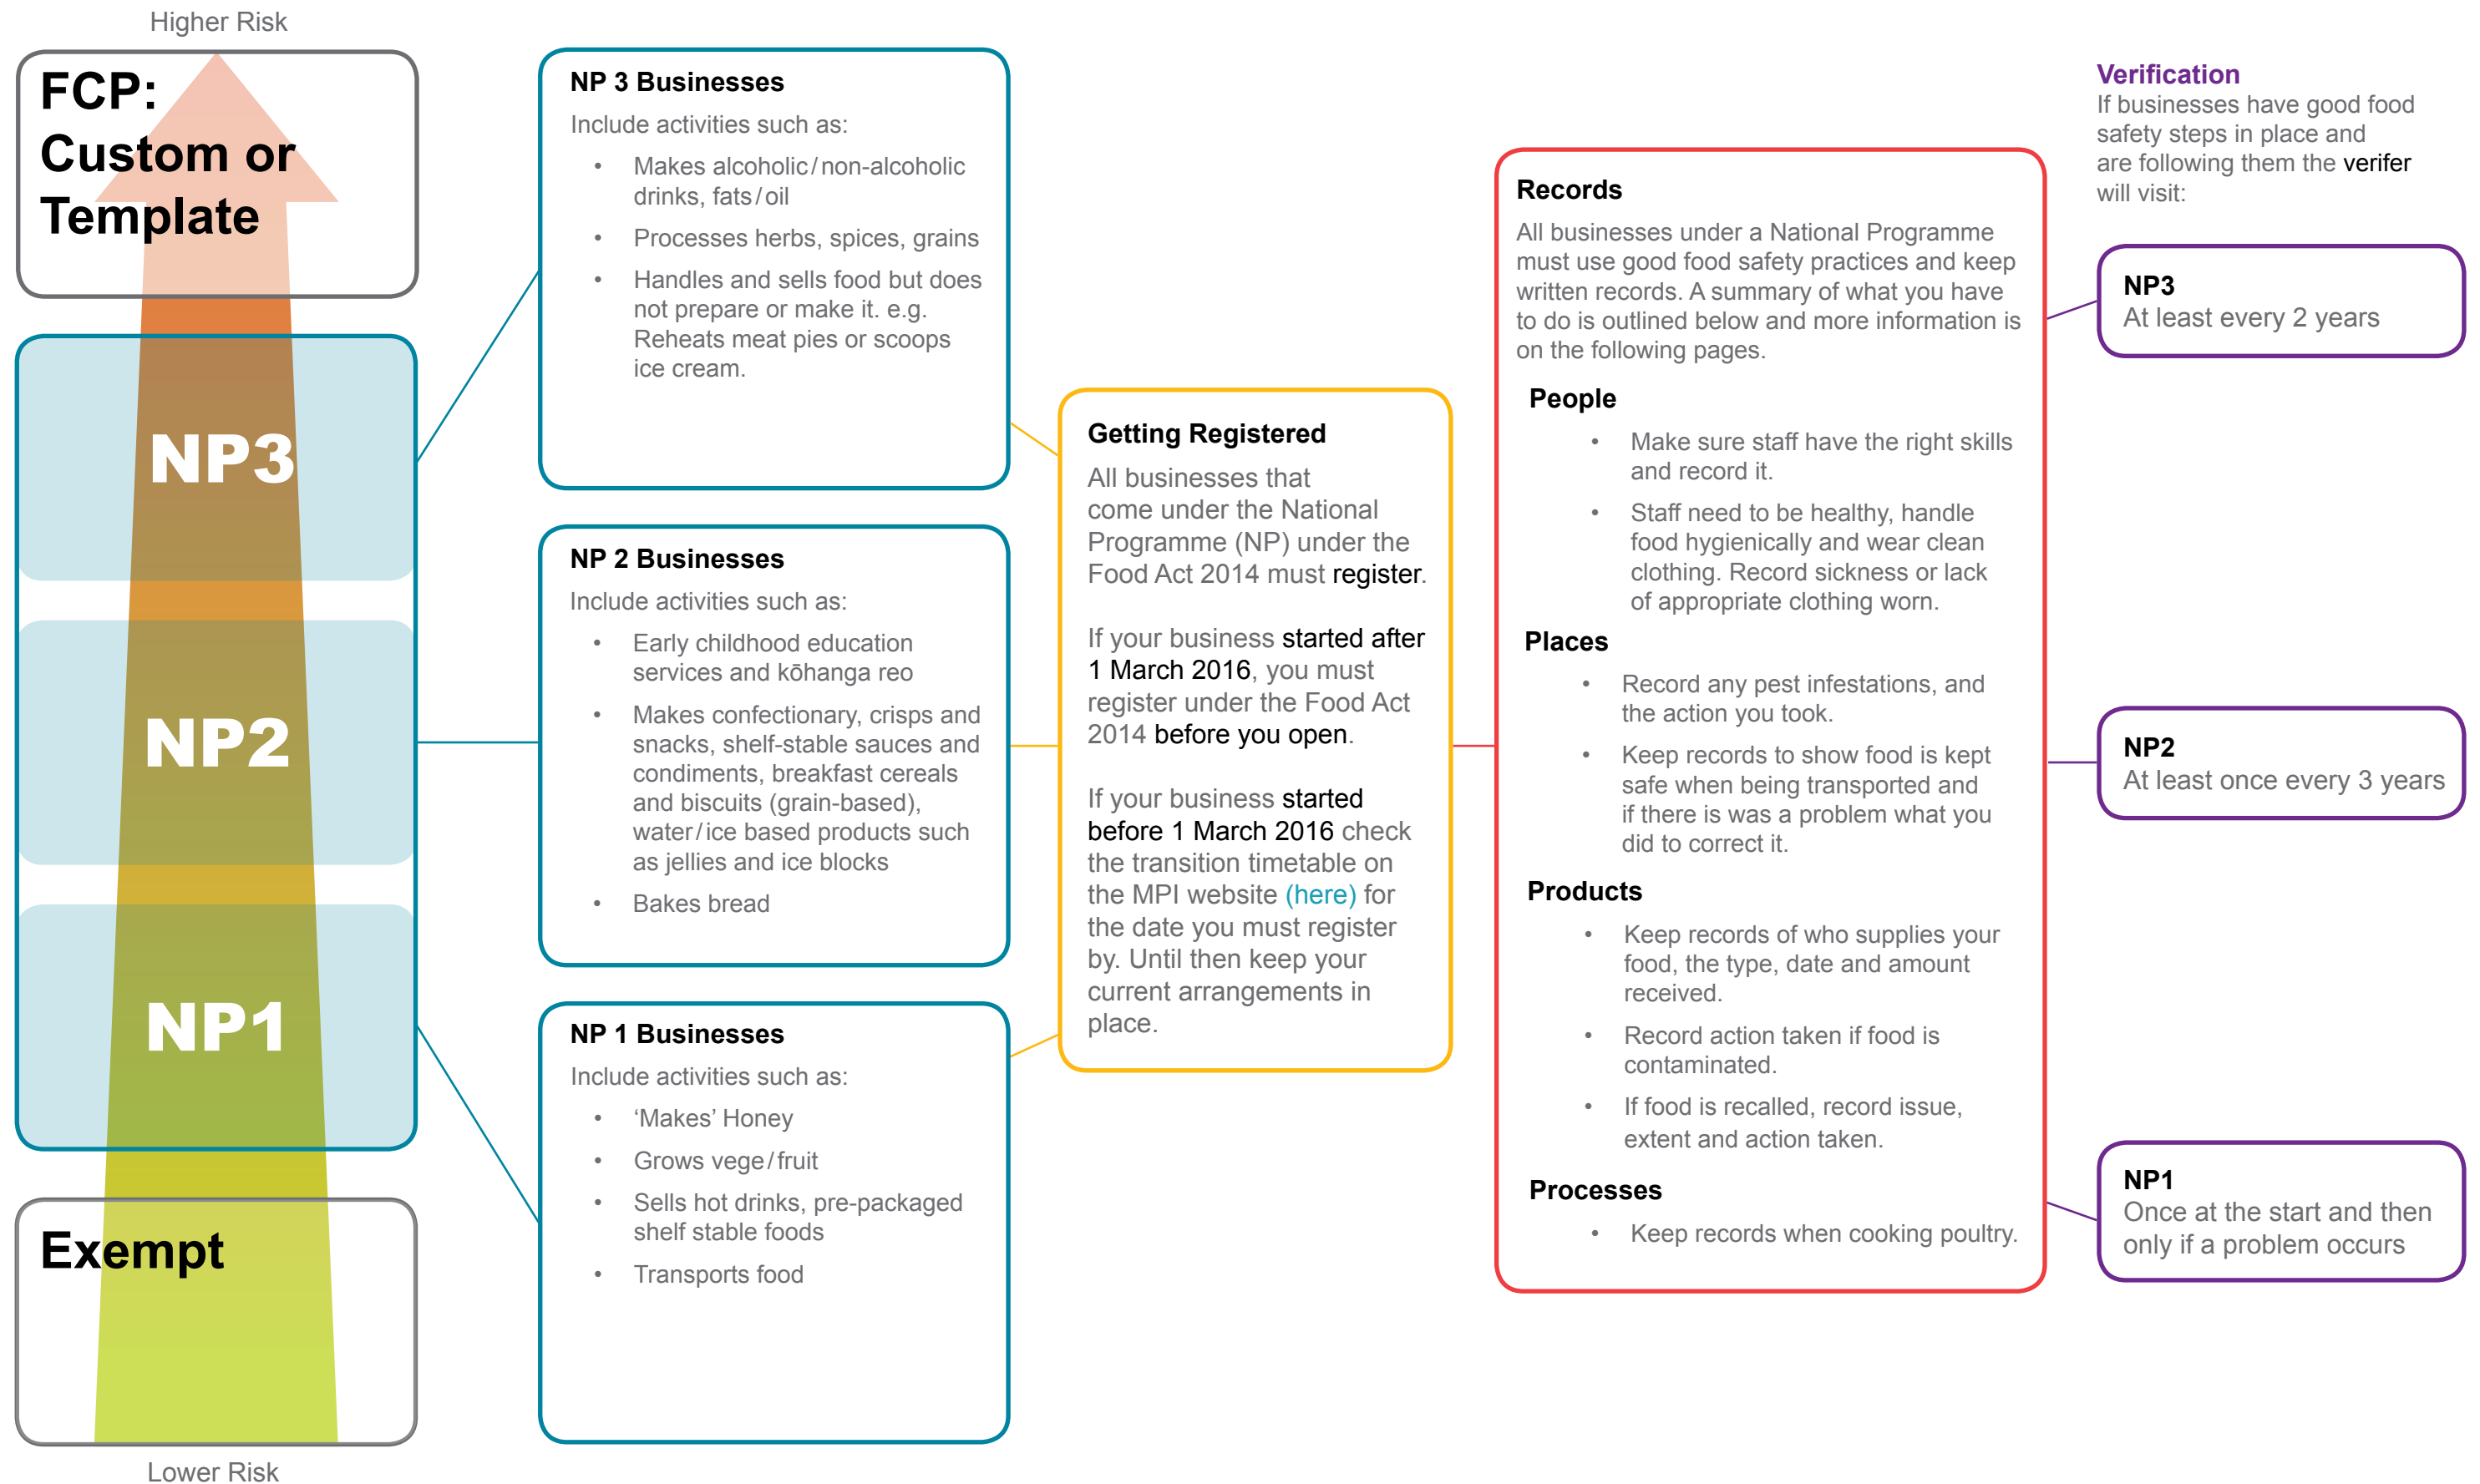 Higher Risk
FCP:
Custom or
Template
NP3
NP2
NP1
Exempt
Lower Risk
NP 3 Businesses
Include activities such as:
• Makes alcoholic/non-alcoholic
drinks, fats/oil
• Processes herbs, spices, grains
• Handles and sells food but does
not prepare or make it. e.g.
Reheats meat pies or scoops
ice cream.
NP 2 Businesses
Include activities such as:
• Early childhood education
services and kōhanga reo
• Makes confectionary, crisps and
snacks, shelf-stable sauces and
condiments, breakfast cereals
and biscuits (grain-based),
water/ice based products such
as jellies and ice blocks
• Bakes bread
NP 1 Businesses
Include activities such as:
• ‘Makes’ Honey
• Grows vege/fruit
• Sells hot drinks, pre-packaged
shelf stable foods
• Transports food
Getting Registered
All businesses that
come under the National
Programme (NP) under the
Food Act 2014 must register.
If your business started after
1 March 2016, you must
register under the Food Act
2014 before you open.
If your business started
before 1 March 2016 check
the transition timetable on
the MPI website (here) for
the date you must register
by. Until then keep your
current arrangements in
place.
Records
All businesses under a National Programme
must use good food safety practices and keep
written records. A summary of what you have
to do is outlined below and more information is
on the following pages.
People
• Make sure staff have the right skills
and record it.
• Staff need to be healthy, handle
food hygienically and wear clean
clothing. Record sickness or lack
of appropriate clothing worn.
Places
• Record any pest infestations, and
the action you took.
• Keep records to show food is kept
safe when being transported and
if there is was a problem what you
did to correct it.
Products
• Keep records of who supplies your
food, the type, date and amount
received.
• Record action taken if food is
contaminated.
• If food is recalled, record issue,
extent and action taken.
Processes
• Keep records when cooking poultry.
Verification
If businesses have good food
safety steps in place and
are following them the verifer
will visit:
NP3
At least every 2 years
NP2
At least once every 3 years
NP1
Once at the start and then
only if a problem occurs